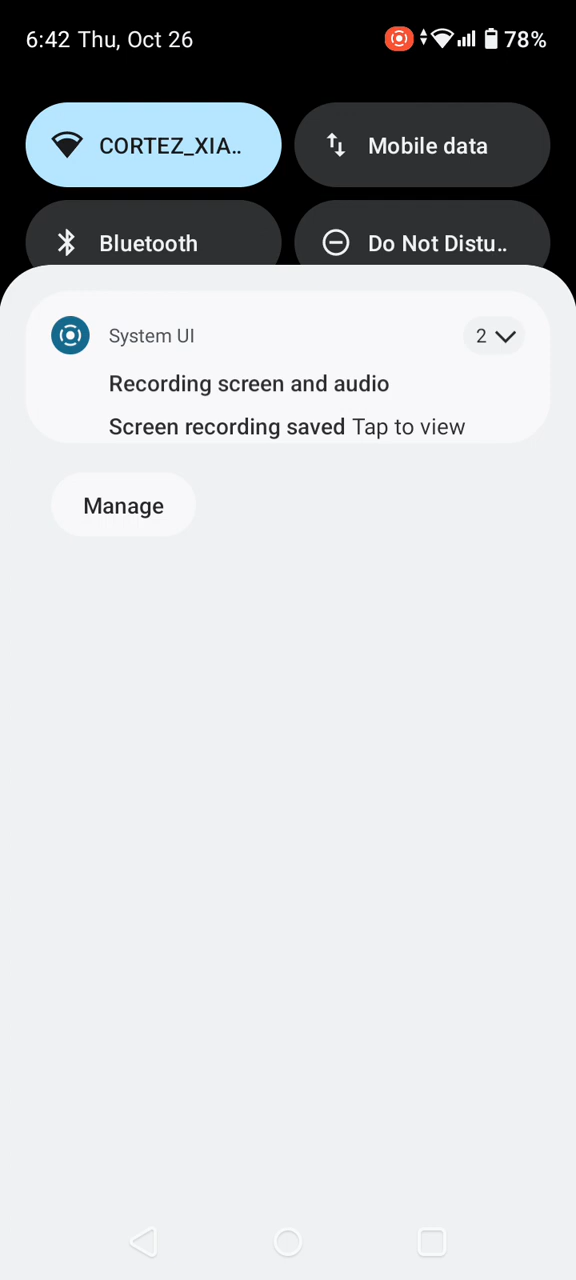 6:42 Thu, Oct 26
78%
CORTEZ_XIA..
Mobile data
Bluetooth
Do Not Distu..
System UI
2
Recording screen and audio
Screen recording saved Tap to view
Manage